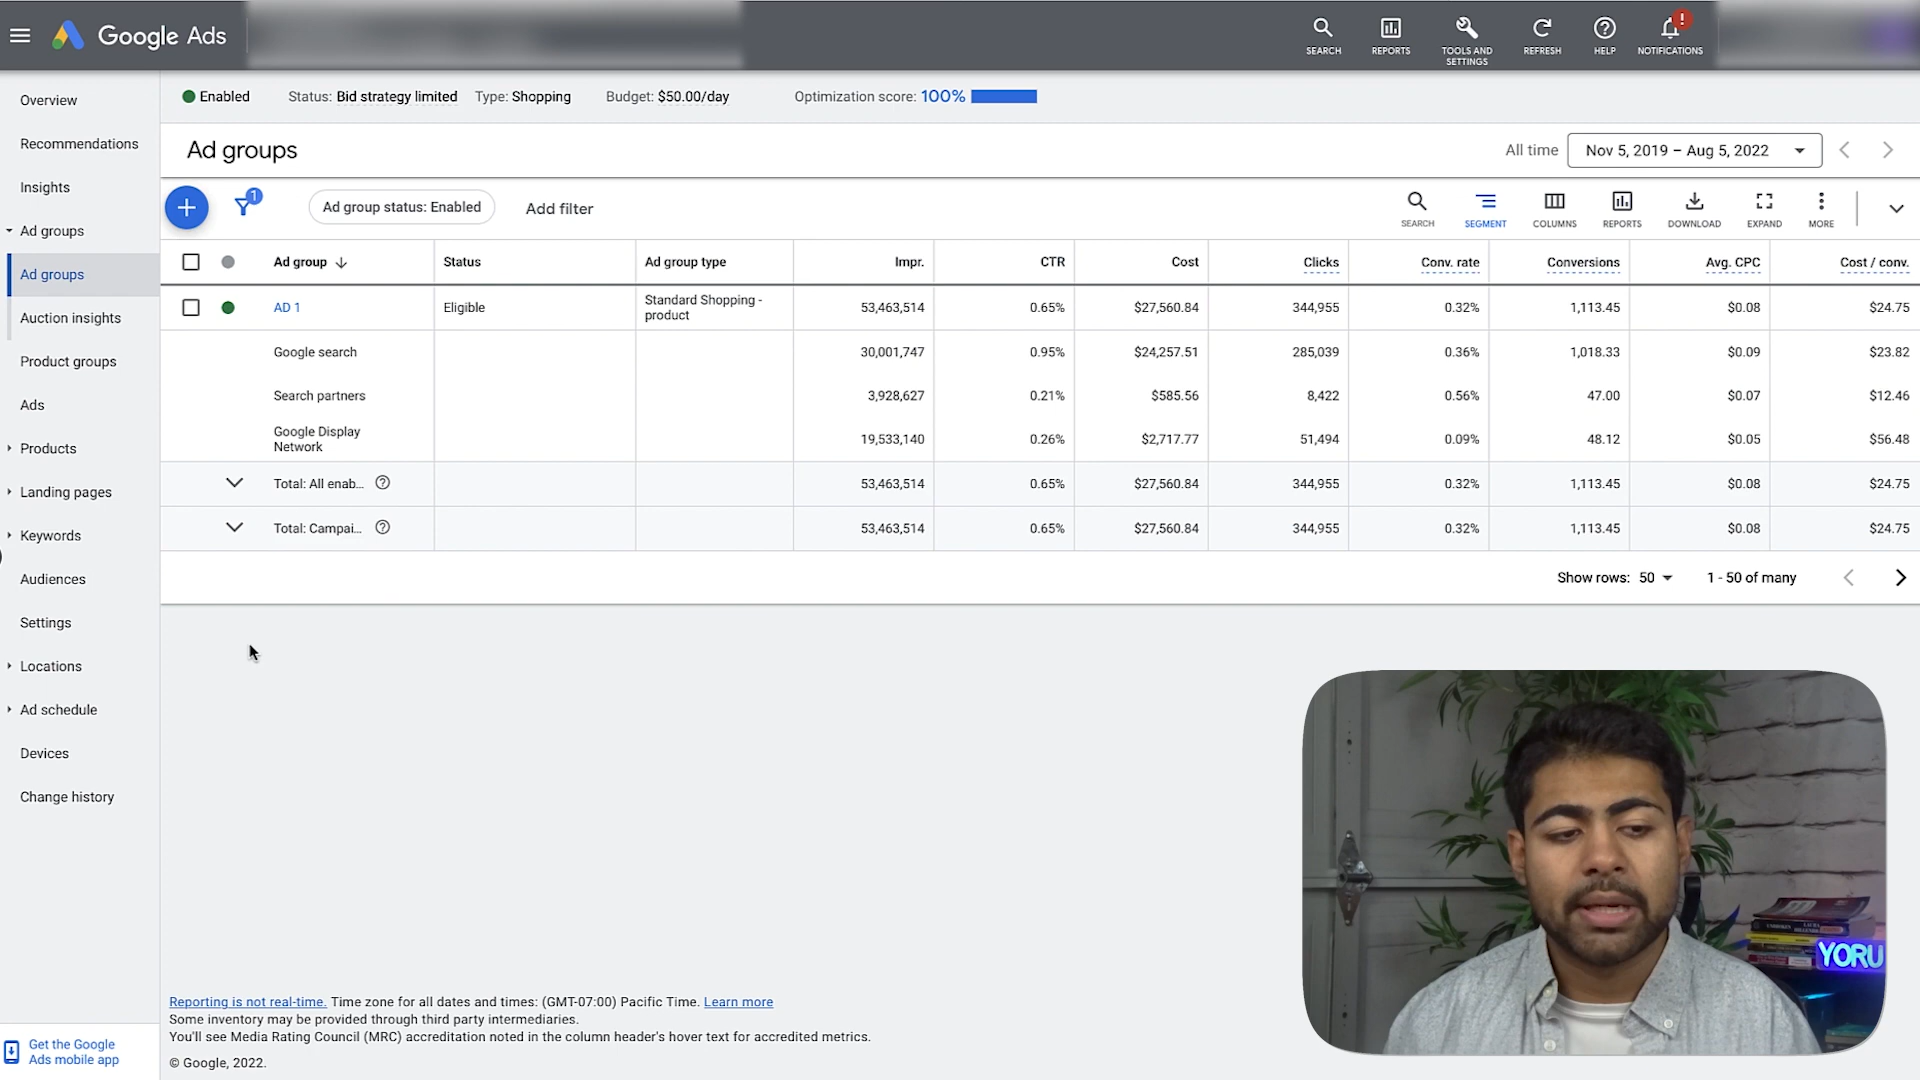 Google Ads
SEARCH
REPORTS
TOOLS AND
SETTINGS
REFRESH
HELP
!
NOTIFICATIONS
Overview
Recommendations
Insights
Ad groups
Ad groups
Auction insights
Product groups
Ads
Products
Landing pages
Keywords
Audiences
Settings
Locations
Ad schedule
Devices
Change history
Get the Google
Ads mobile app
Enabled Status: Bid strategy limited Type: Shopping Budget: $50.00/day Optimization score: 100%
Ad groups
All time Nov 5, 2019 – Aug 5, 2022
1
Ad group status: Enabled Add filter
SEARCH SEGMENT COLUMNS REPORTS DOWNLOAD EXPAND MORE
Ad group Status Ad group type Impr. CTR Cost Clicks Conv. rate Conversions Avg. CPC Cost / conv.
AD 1 Eligible Standard Shopping -
product 53,463,514 0.65% $27,560.84 344,955 0.32% 1,113.45 $0.08 $24.75
Google search 30,001,747 0.95% $24,257.51 285,039 0.36% 1,018.33 $0.09 $23.82
Search partners 3,928,627 0.21% $585.56 8,422 0.56% 47.00 $0.07 $12.46
Google Display
Network 19,533,140 0.26% $2,717.77 51,494 0.09% 48.12 $0.05 $56.48
Total: All enab... 53,463,514 0.65% $27,560.84 344,955 0.32% 1,113.45 $0.08 $24.75
Total: Campai... 53,463,514 0.65% $27,560.84 344,955 0.32% 1,113.45 $0.08 $24.75
Show rows: 50 1 - 50 of many
Reporting is not real-time. Time zone for all dates and times: (GMT-07:00) Pacific Time. Learn more
Some inventory may be provided through third party intermediaries.
You'll see Media Rating Council (MRC) accreditation noted in the column header's hover text for accredited metrics.
© Google, 2022.
YORU